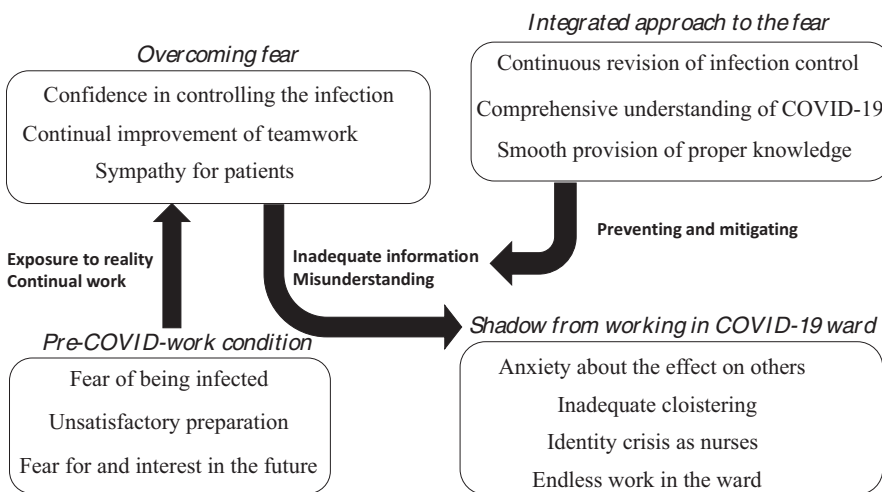 Overcoming fear
Confidence in controlling the infection
Continual improvement of teamwork
Sympathy for patients
Integrated approach to the fear
Continuous revision of infection control
Comprehensive understanding of COVID-19
Smooth provision of proper knowledge
Exposure to reality
Continual work
Inadequate information
Misunderstanding
Preventing and mitigating
Pre-COVID-work condition
Fear of being infected
Unsatisfactory preparation
Fear for and interest in the future
Shadow from working in COVID-19 ward
Anxiety about the effect on others
Inadequate cloistering
Identity crisis as nurses
Endless work in the ward